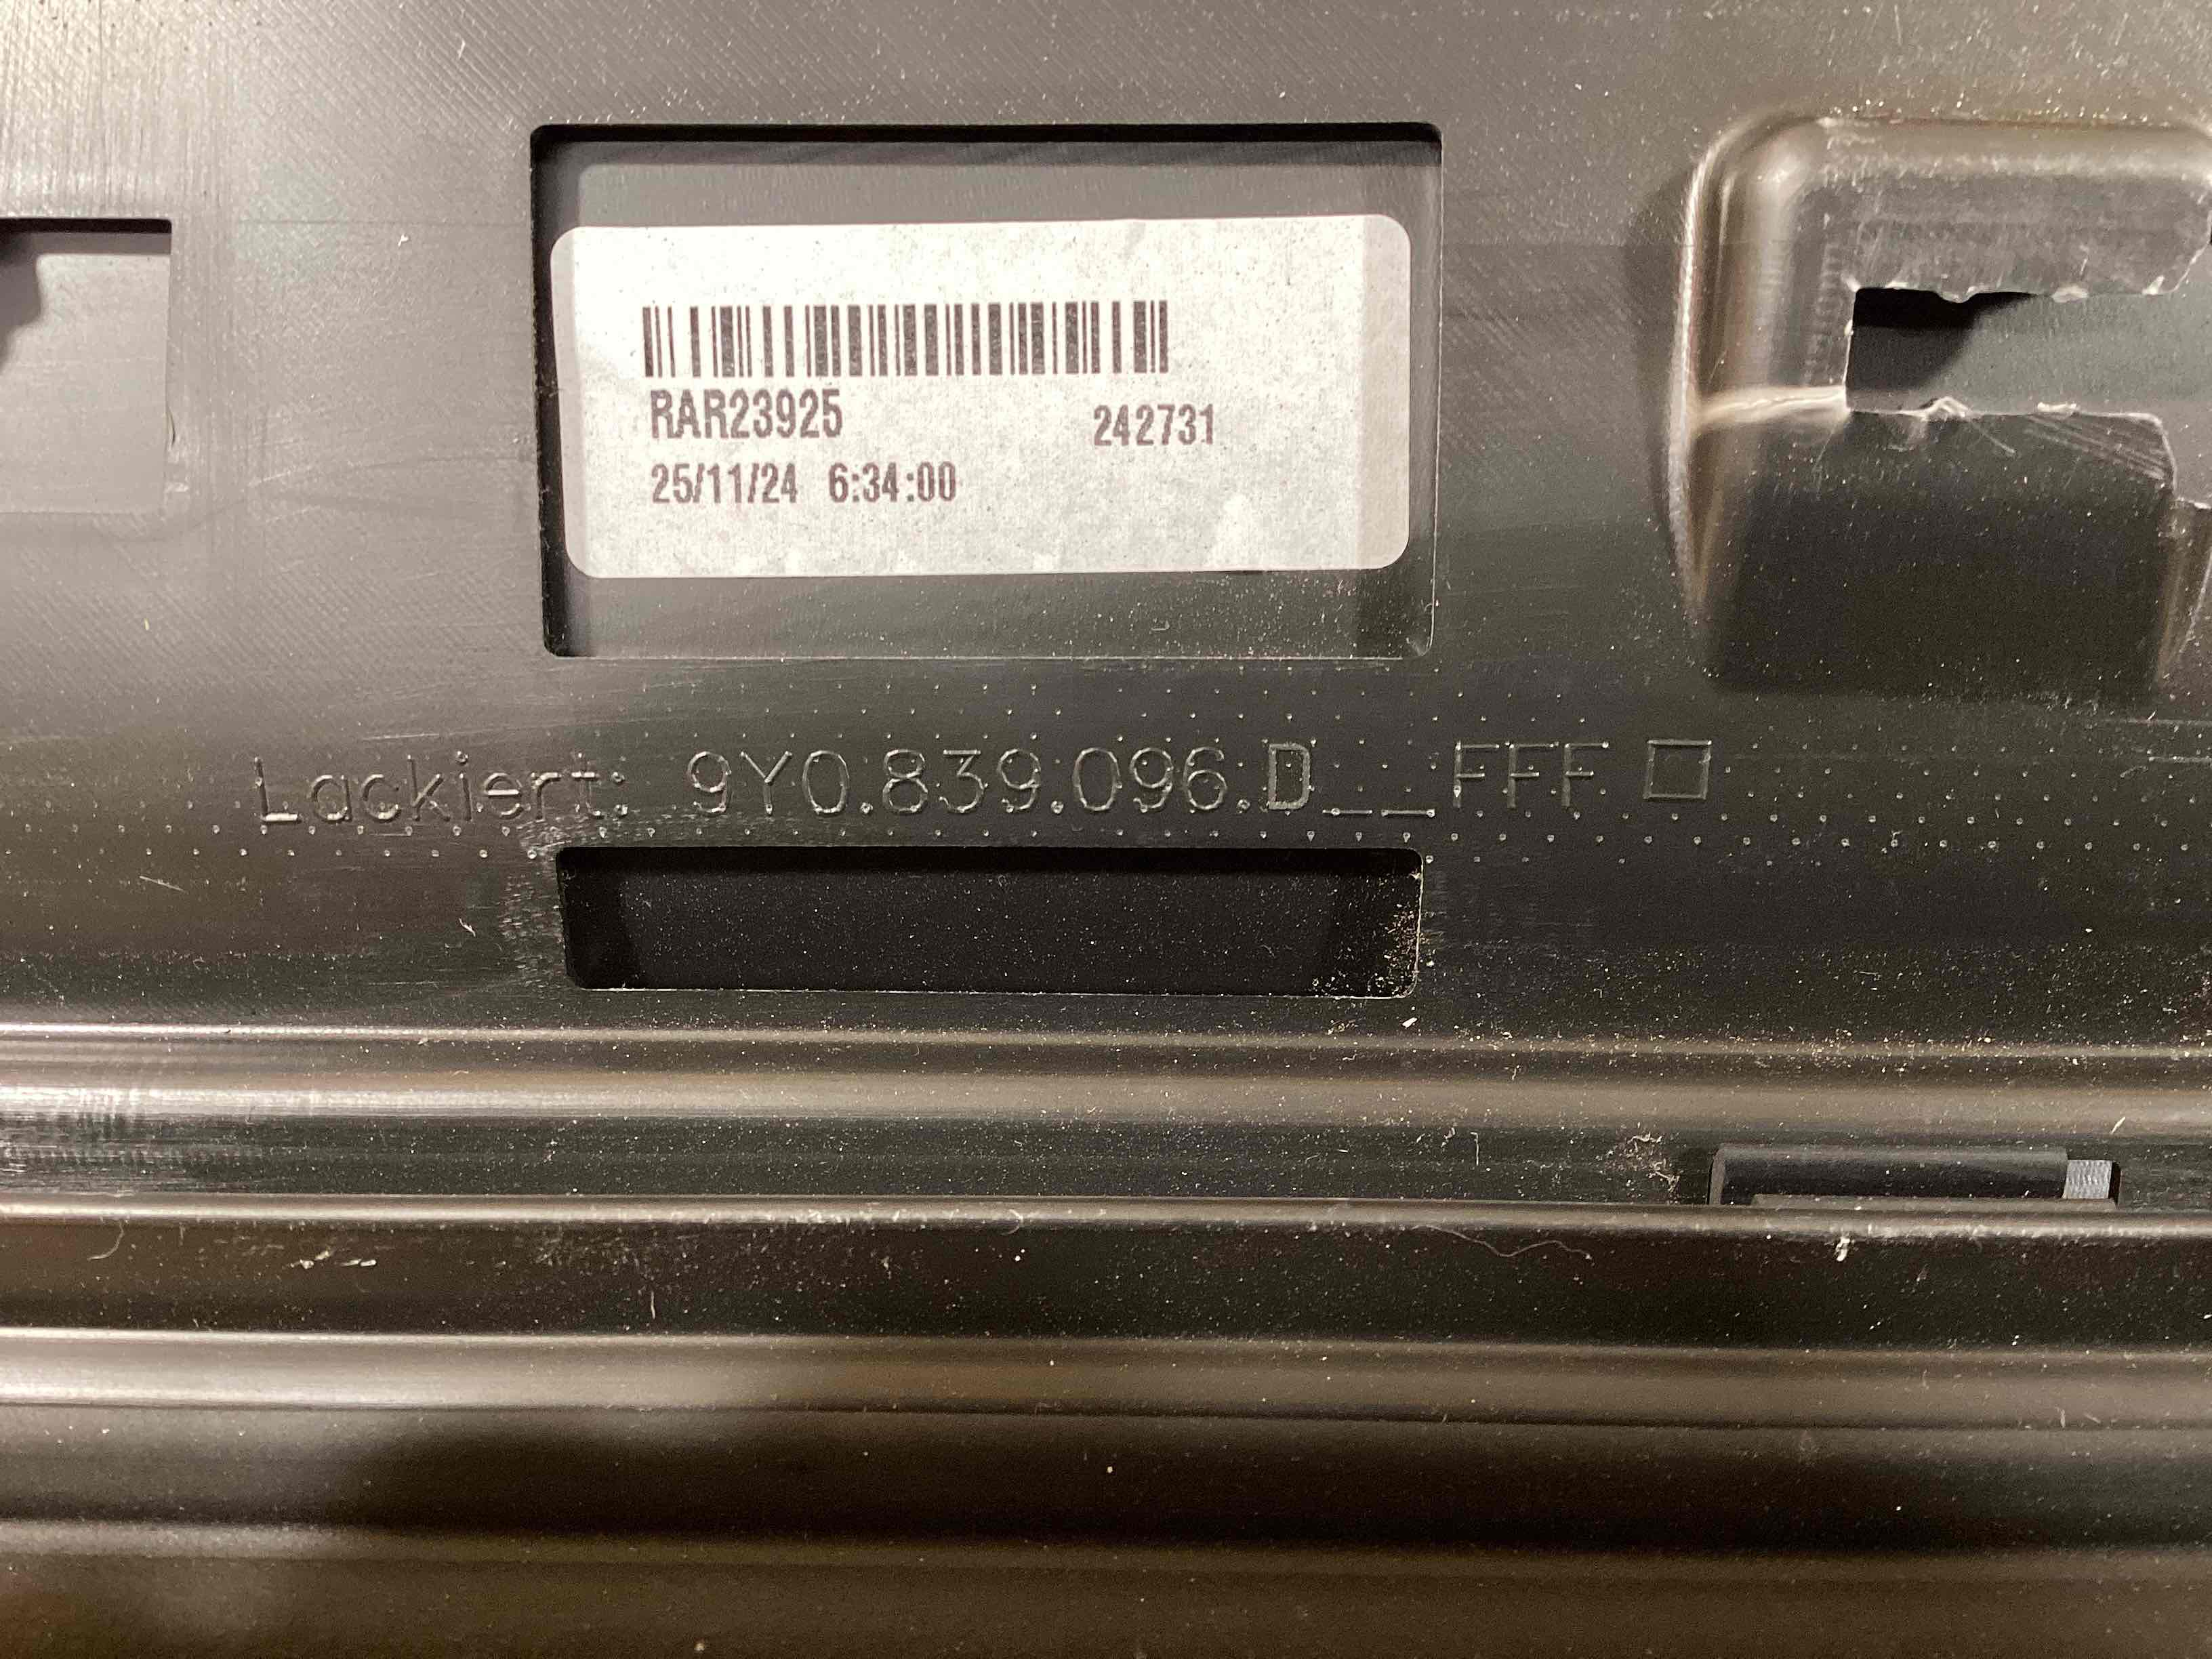 RAR23925 242731
25/11/24 6:34:00
Lackiert: 9Y0.839.096.D__FFF □